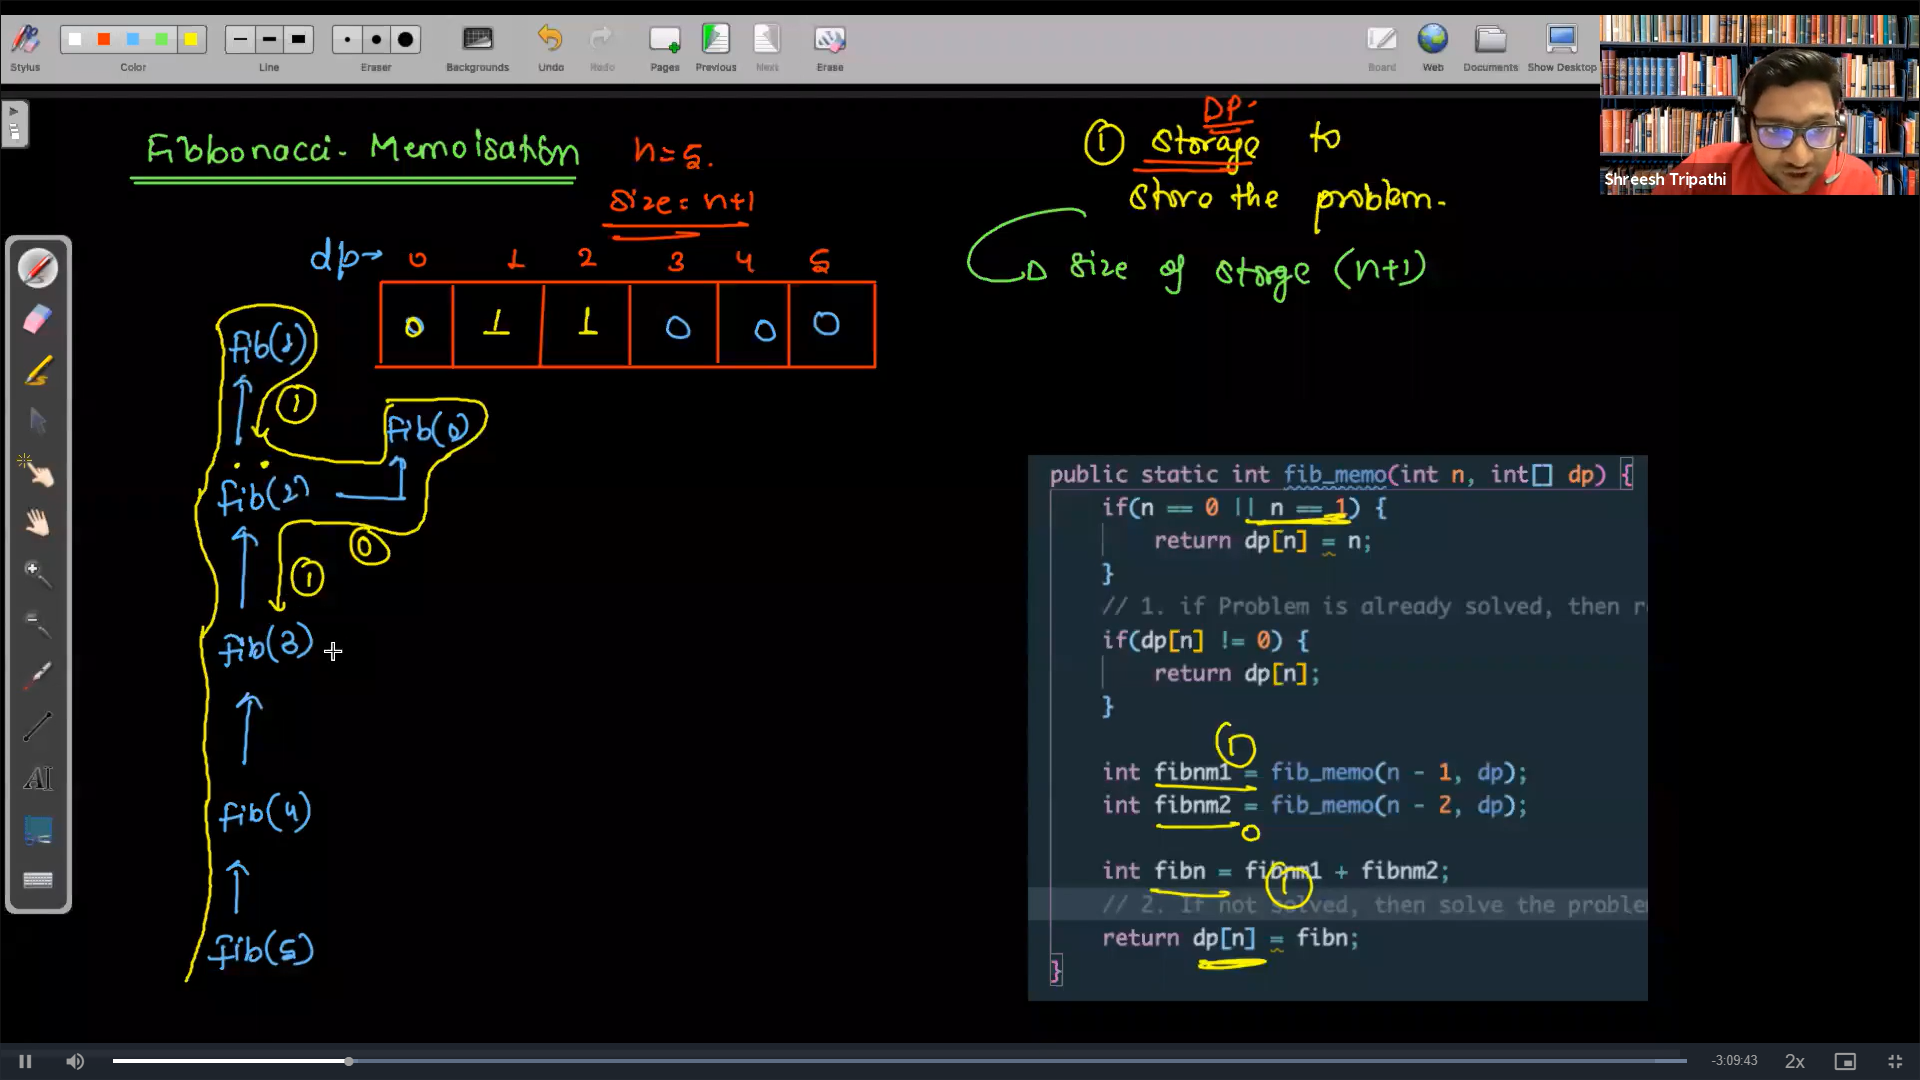 Stylus
Color
Line
Eraser
Backgrounds
Undo
Redo
Pages
Previous
Next
Erase
Board
Web
Documents
Show Desktop
Shreesh Tripathi
Fibbonacci - Memoisation
n=5.
size = n+1
DP.
① storage to
store the problem.
size of storge (n+1)
dp→ 0 1 2 3 4 5
0 1 1 0 0 0
fib(1)
1
fib(0)
fib(2)
0
1
fib(3)
fib(4)
fib(5)
public static int fib_memo(int n, int[] dp) {
if(n == 0 || n == 1) {
return dp[n] = n;
}
// 1. if Problem is already solved, then r
if(dp[n] != 0) {
return dp[n];
}
1
int fibnm1 = fib_memo(n - 1, dp);
int fibnm2 = fib_memo(n - 2, dp);
0
int fibn = fibnm1 + fibnm2;
1
// 2. If not solved, then solve the proble
return dp[n] = fibn;
}
-3:09:43
2x